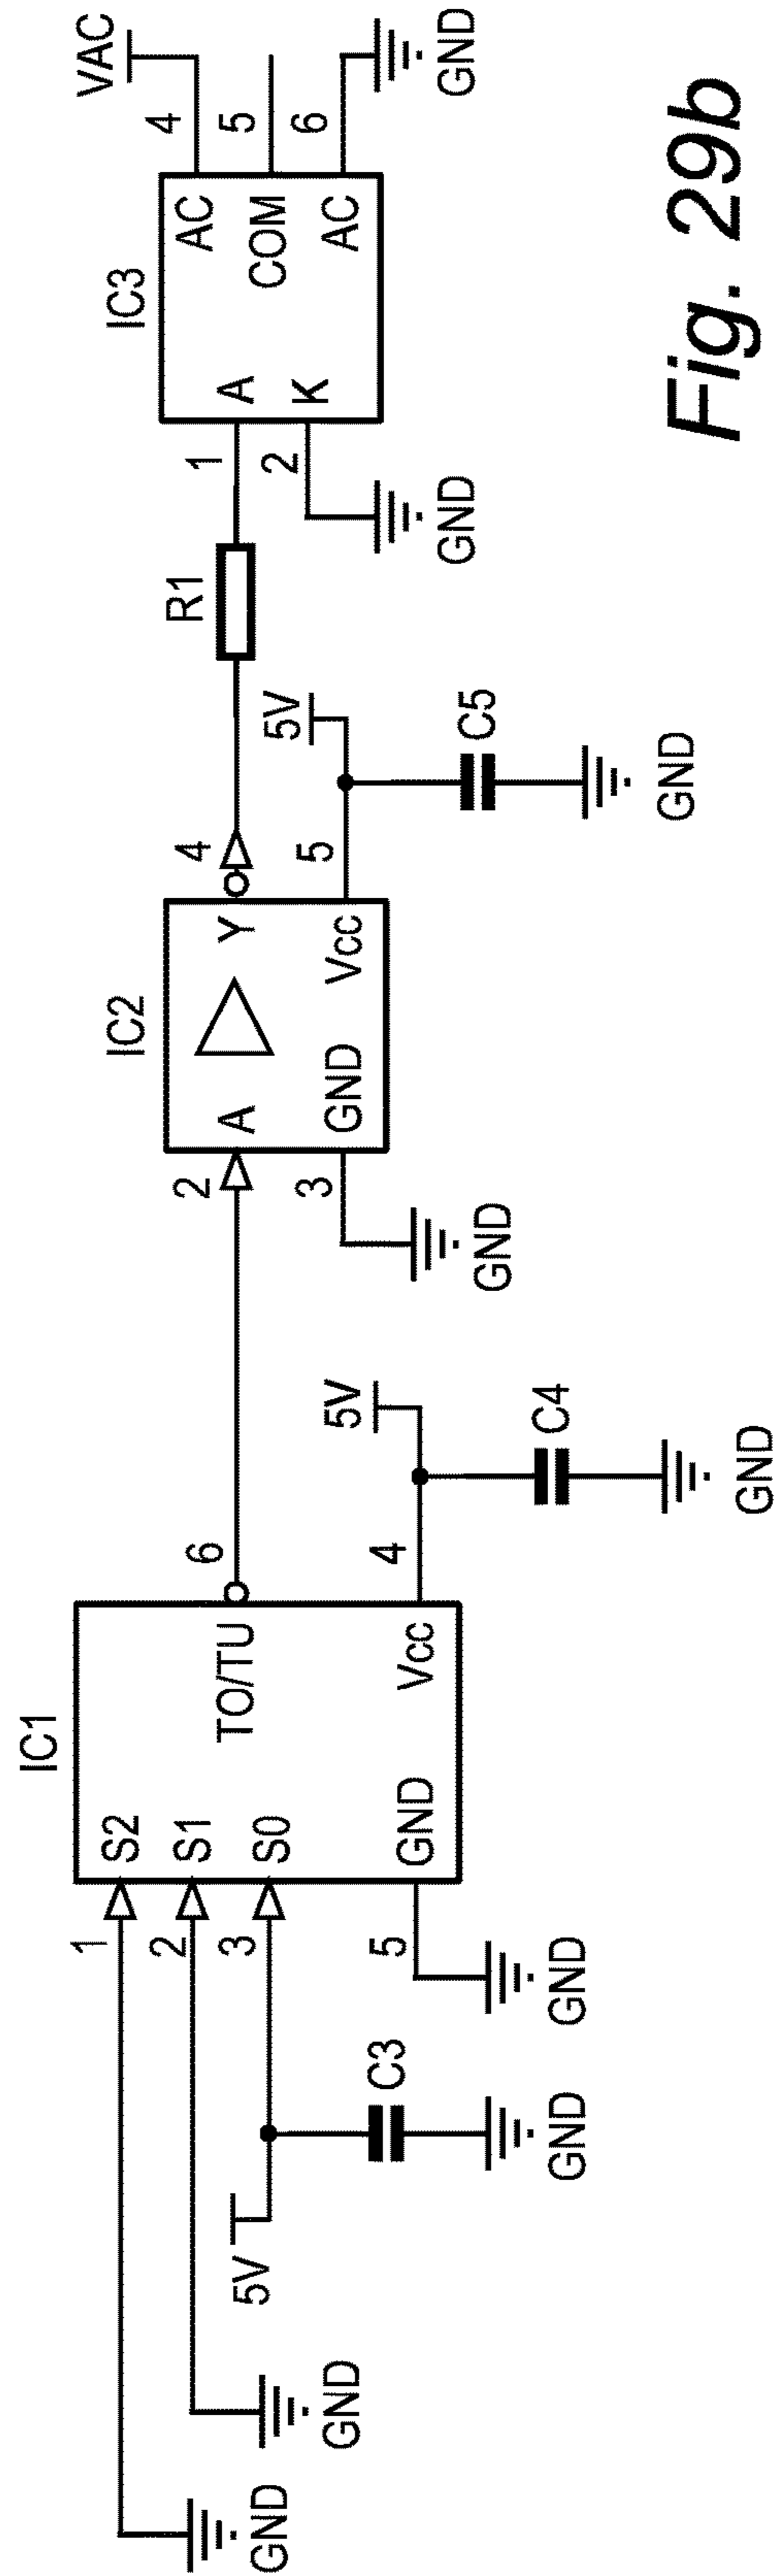 IC1
1
S2
2
S1
3
S0
TO/TU
6
5
GND
Vcc
4
GND
GND
5V
C3
GND
GND
5V
C4
GND
IC2
2
A
Y
4
3
GND
Vcc
5
GND
5V
C5
GND
R1
IC3
1
A
2
K
GND
AC
4
VAC
COM
5
AC
6
GND
Fig. 29b